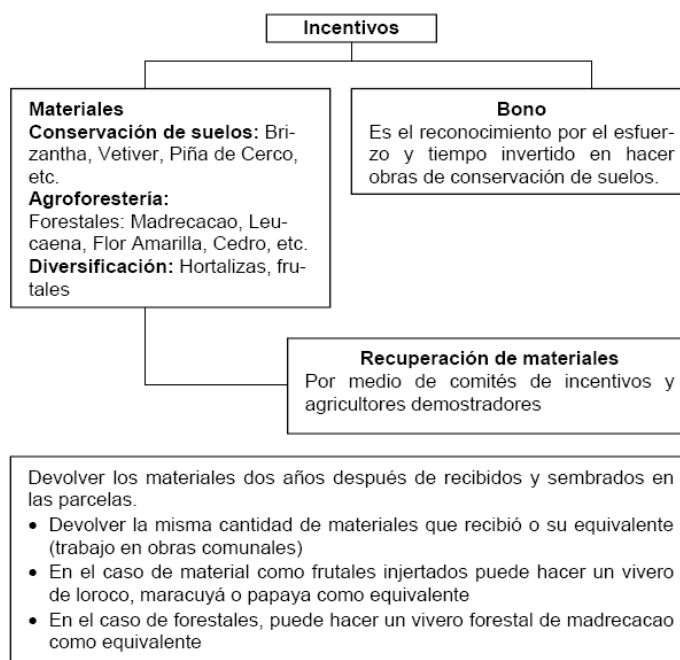 Incentivos
Materiales
Conservación de suelos: Bri-
zantha, Vetiver, Piña de Cerco,
etc.
Agroforestería:
Forestales: Madrecacao, Leu-
caena, Flor Amarilla, Cedro, etc.
Diversificación: Hortalizas, fru-
tales
Bono
Es el reconocimiento por el esfuer-
zo y tiempo invertido en hacer
obras de conservación de suelos.
Recuperación de materiales
Por medio de comités de incentivos y
agricultores demostradores
Devolver los materiales dos años después de recibidos y sembrados en
las parcelas.
• Devolver la misma cantidad de materiales que recibió o su equivalente
(trabajo en obras comunales)
• En el caso de material como frutales injertados puede hacer un vivero
de loroco, maracuyá o papaya como equivalente
• En el caso de forestales, puede hacer un vivero forestal de madrecacao
como equivalente